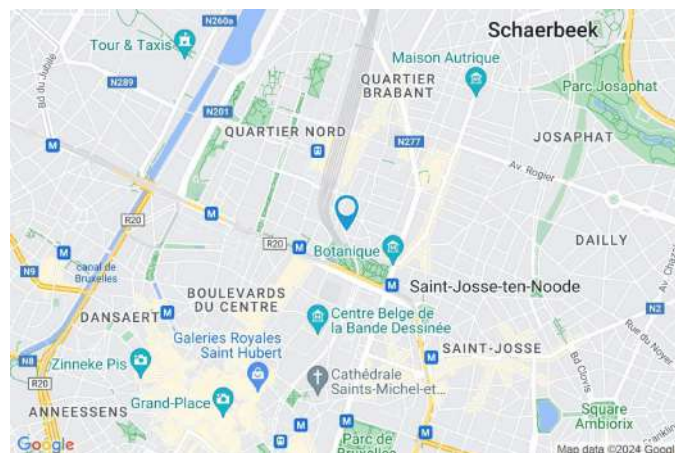 N260a
Schaerbeek
Tour & Taxis
Maison Autrique
Bd du Jubilé
QUARTIER
BRABANT
Parc Josaphat
N289
N201
QUARTIER NORD
N277
JOSAPHAT
M
Av. Rogier
R20
M
R20
M
Botanique
DAILLY
N9
canal de
Bruxelles
M
Saint-Josse-ten-Noode
BOULEVARDS
DU CENTRE
N2
DANSAERT
M
Centre Belge de
la Bande Dessinée
Rue du Noyer
N8
Galeries Royales
Saint Hubert
SAINT-JOSSE
Zinneke Pis
M
Bd Clovis
R20
Cathédrale
Saints-Michel-et...
ANNEESSENS
Grand-Place
Square
Ambiorix
M
Parc de
Bruxelles
M
Franklin
Google
Map data ©2024 Google